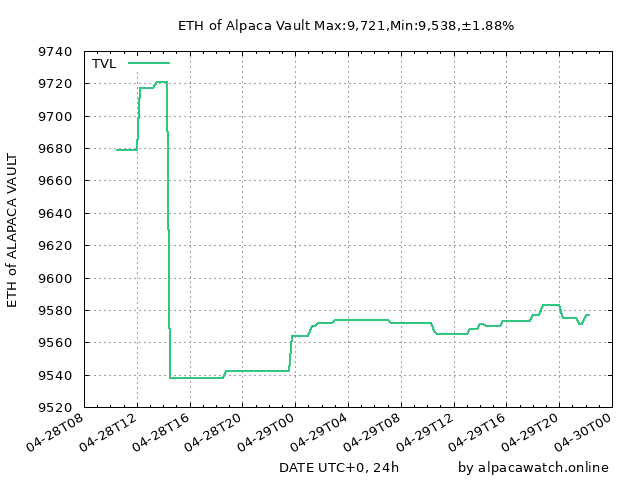 ETH of Alpaca Vault Max:9,721,Min:9,538,±1.88%
TVL
ETH of ALAPACA VAULT
9740
9720
9700
9680
9660
9640
9620
9600
9580
9560
9540
9520
04-28T08
04-28T12
04-28T16
04-28T20
04-29T00
04-29T04
04-29T08
04-29T12
04-29T16
04-29T20
04-30T00
DATE UTC+0, 24h
by alpacawatch.online